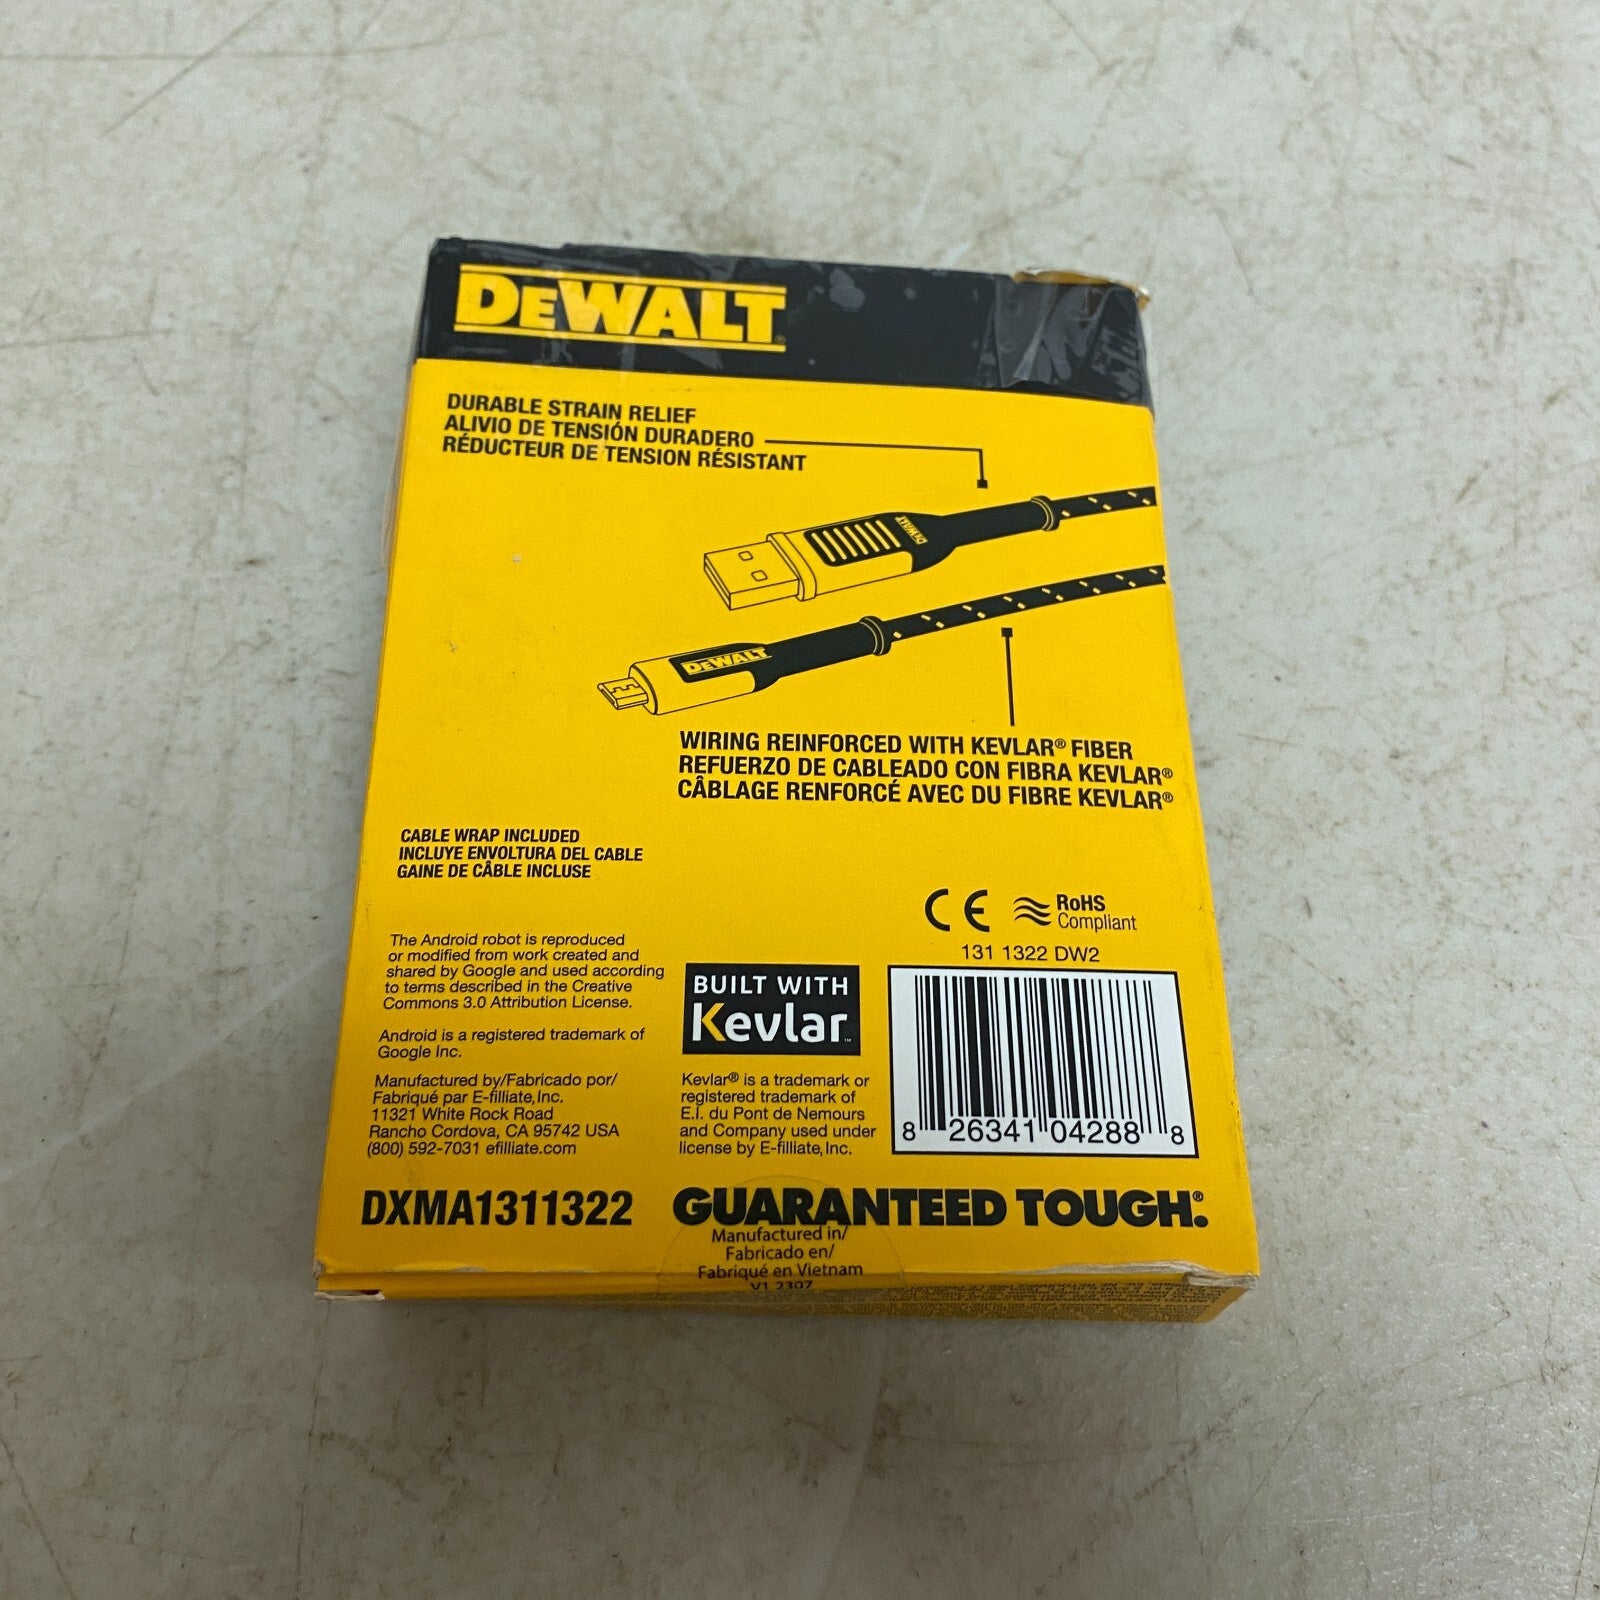 DEWALT
DURABLE STRAIN RELIEF
ALIVIO DE TENSIÓN DURADERO
RÉDUCTEUR DE TENSION RÉSISTANT
DEWALT
DEWALT
WIRING REINFORCED WITH KEVLAR® FIBER
REFUERZO DE CABLEADO CON FIBRA KEVLAR®
CÂBLAGE RENFORCÉ AVEC DU FIBRE KEVLAR®
CABLE WRAP INCLUDED
INCLUYE ENVOLTURA DEL CABLE
GAINE DE CÂBLE INCLUSE
CE RoHS
Compliant
131 1322 DW2
The Android robot is reproduced
or modified from work created and
shared by Google and used according
to terms described in the Creative
Commons 3.0 Attribution License.
Android is a registered trademark of
Google Inc.
Manufactured by/Fabricado por/
Fabriqué par E-filliate, Inc.
11321 White Rock Road
Rancho Cordova, CA 95742 USA
(800) 592-7031 efilliate.com
BUILT WITH
Kevlar™
Kevlar® is a trademark or
registered trademark of
E.I. du Pont de Nemours
and Company used under
license by E-filliate, Inc.
8 26341 04288 8
DXMA1311322
GUARANTEED TOUGH®
Manufactured in/
Fabricado en/
Fabriqué en Vietnam
V1 2307